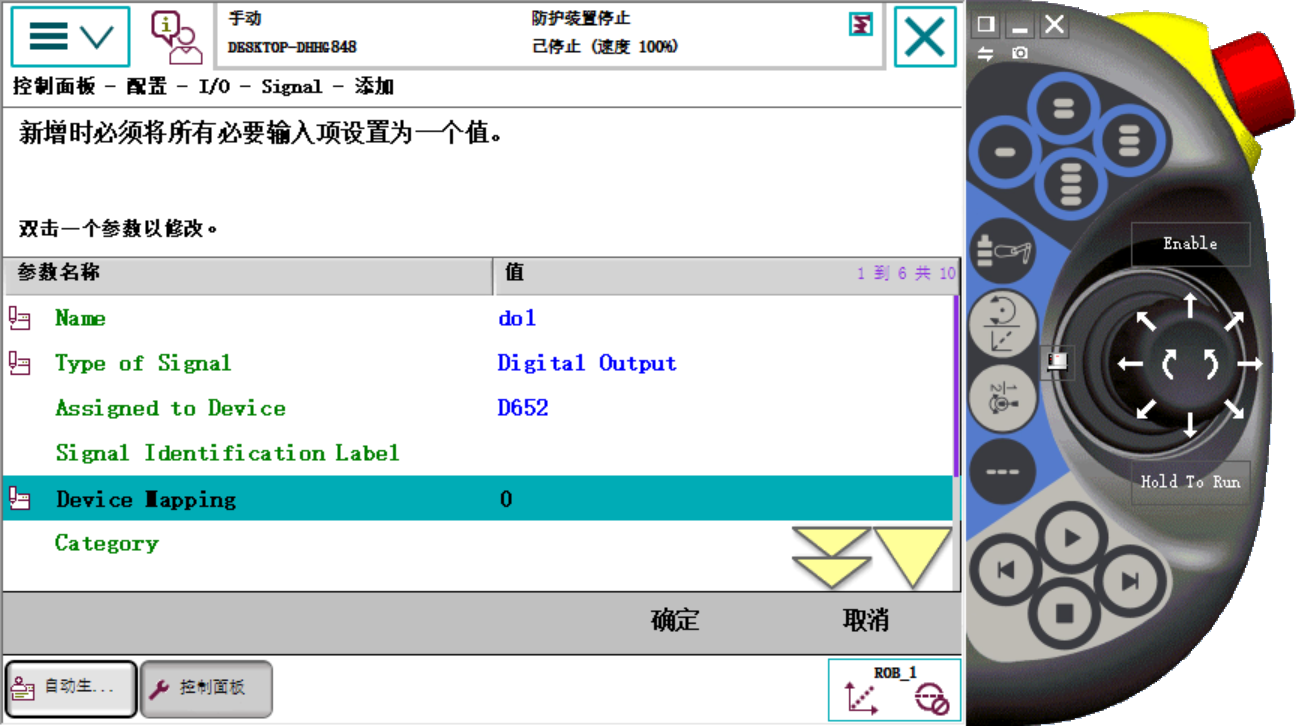 手动
防护装置停止
DESKTOP-DHHG848
己停止 (速度 100%)
控制面板 - 配置 - I/O - Signal - 添加
新增时必须将所有必要输入项设置为一个值。
双击一个参数以修改。
参数名称 值 1 到 6 共 10
Name do1
Type of Signal Digital Output
Assigned to Device D652
Signal Identification Label
Device Mapping 0
Category
确定 取消
自动生... 控制面板
ROB_1
Enable
Hold To Run